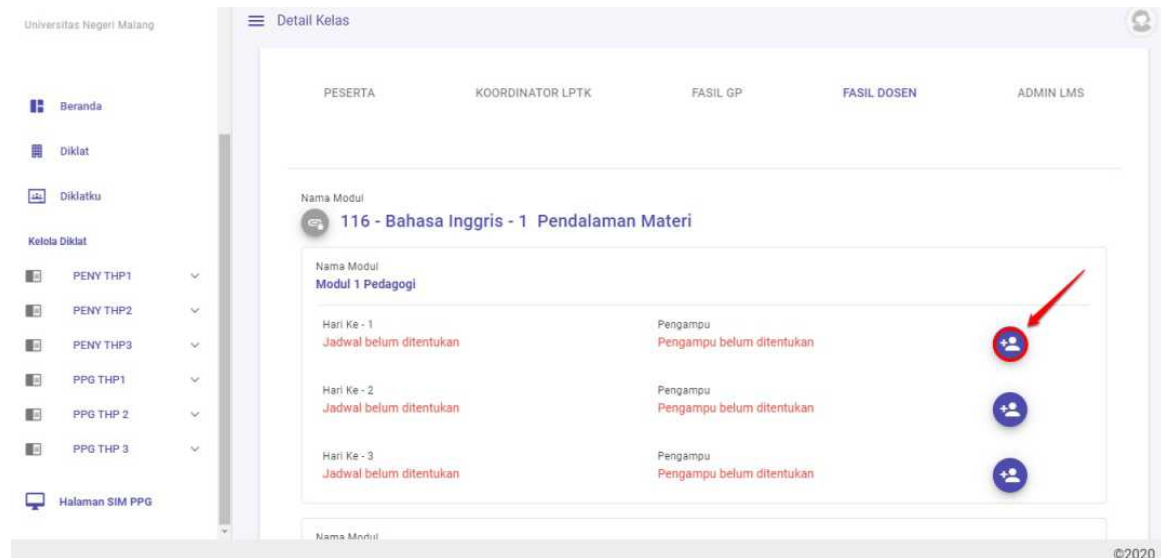 Universitas Negeri Malang
Detail Kelas
Beranda
Diklat
Diklatku
Kelola Diklat
PENY THP1
PENY THP2
PENY THP3
PPG THP1
PPG THP 2
PPG THP 3
Halaman SIM PPG
PESERTA KOORDINATOR LPTK FASIL GP FASIL DOSEN ADMIN LMS
Nama Modul
116 - Bahasa Inggris - 1 Pendalaman Materi
Nama Modul
Modul 1 Pedagogi
Hari Ke - 1 Pengampu
Jadwal belum ditentukan Pengampu belum ditentukan
Hari Ke - 2 Pengampu
Jadwal belum ditentukan Pengampu belum ditentukan
Hari Ke - 3 Pengampu
Jadwal belum ditentukan Pengampu belum ditentukan
Nama Modul
©2020